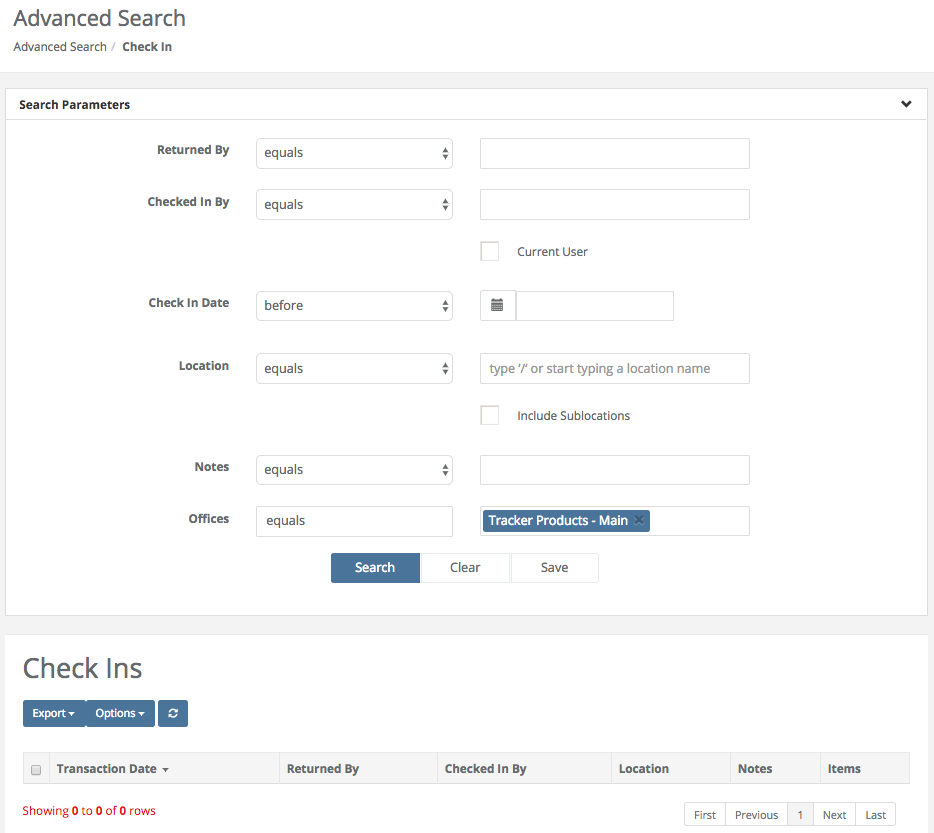 Advanced Search
Advanced Search / Check In
Search Parameters
Returned By equals
Checked In By equals
Current User
Check In Date before
Location equals type '/' or start typing a location name
Include Sublocations
Notes equals
Offices equals Tracker Products - Main ×
Search Clear Save
Check Ins
Export Options
Transaction Date Returned By Checked In By Location Notes Items
Showing 0 to 0 of 0 rows First Previous 1 Next Last